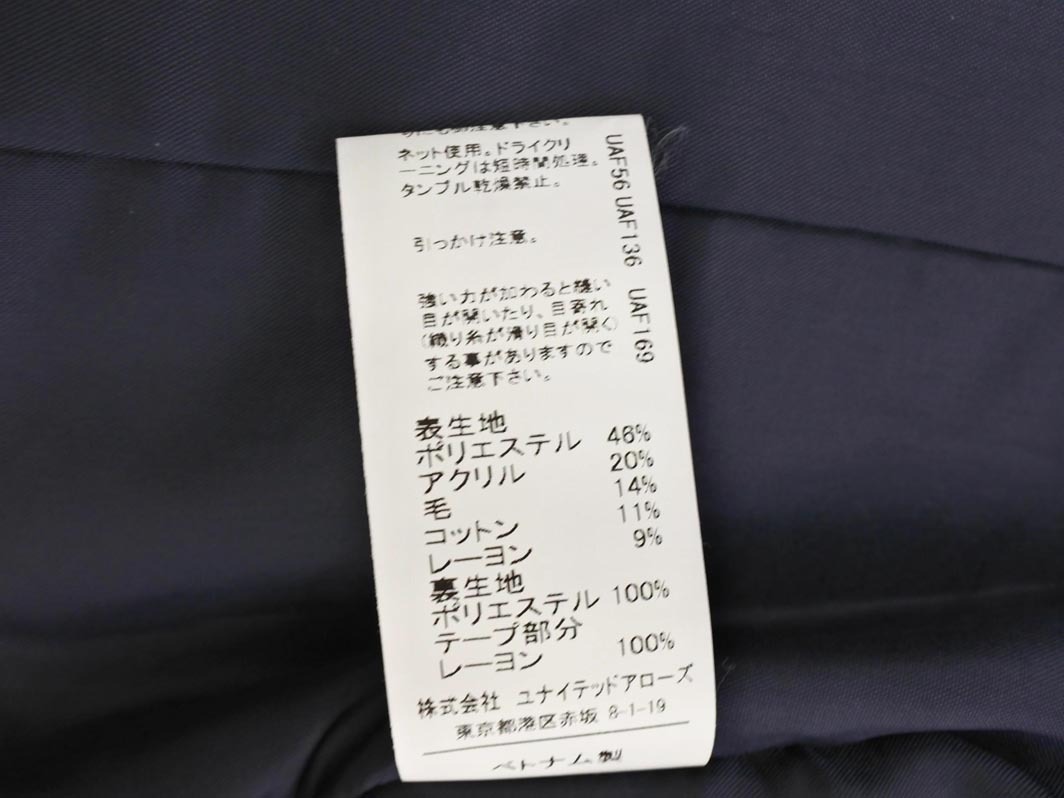 ネット使用。ドライクリ
ーニングは短時間処理。
タンブル乾燥禁止。
引っかけ注意。
強い力が加わると縫い
目が開いたり、目寄れ
(織り糸が滑り目が開く)
する事がありますので
ご注意下さい。
表生地
ポリエステル 46%
アクリル 20%
毛 14%
コットン 11%
レーヨン 9%
裏生地
ポリエステル 100%
テープ部分
レーヨン 100%
株式会社 ユナイテッドアローズ
東京都港区赤坂 8-1-19
ベトナム製
UAF56 UAF136 UAF169